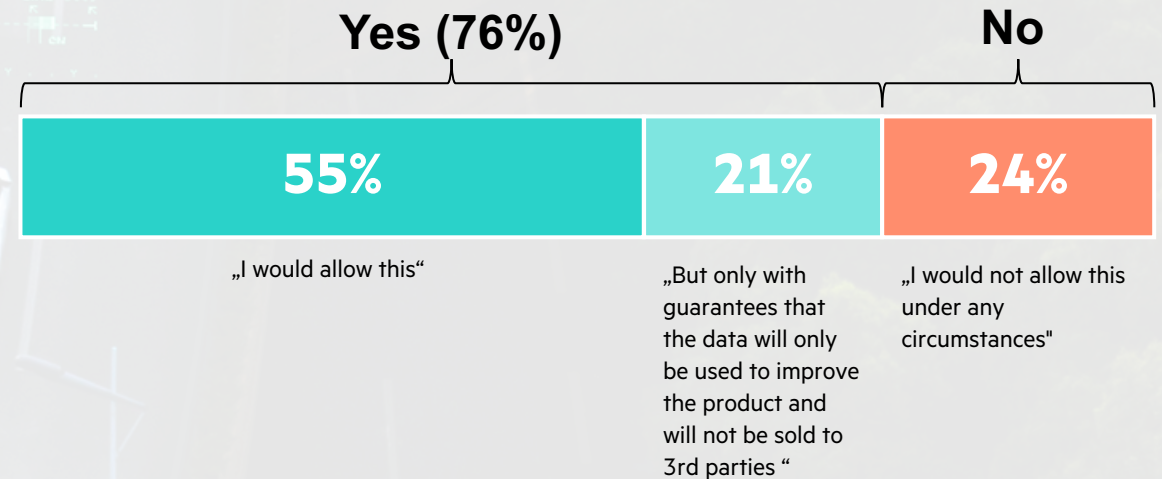 Yes (76%)
No
55%
21%
24%
„I would allow this“
„But only with
guarantees that
the data will only
be used to improve
the product and
will not be sold to
3rd parties “
„I would not allow this
under any
circumstances"